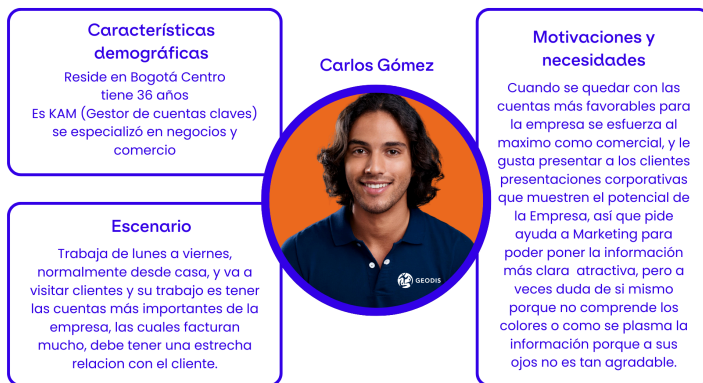 Características
demográficas
Reside en Bogotá Centro
tiene 36 años
Es KAM (Gestor de cuentas claves)
se especializó en negocios y
comercio
Escenario
Trabaja de lunes a viernes,
normalmente desde casa, y va a
visitar clientes y su trabajo es tener
las cuentas más importantes de la
empresa, las cuales facturan
mucho, debe tener una estrecha
relacion con el cliente.
Carlos Gómez
GEODIS
Motivaciones y
necesidades
Cuando se quedar con las
cuentas más favorables para
la empresa se esfuerza al
maximo como comercial, y le
gusta presentar a los clientes
presentaciones corporativas
que muestren el potencial de
la Empresa, así que pide
ayuda a Marketing para
poder poner la información
más clara atractiva, pero a
veces duda de si mismo
porque no comprende los
colores o como se plasma la
información porque a sus
ojos no es tan agradable.